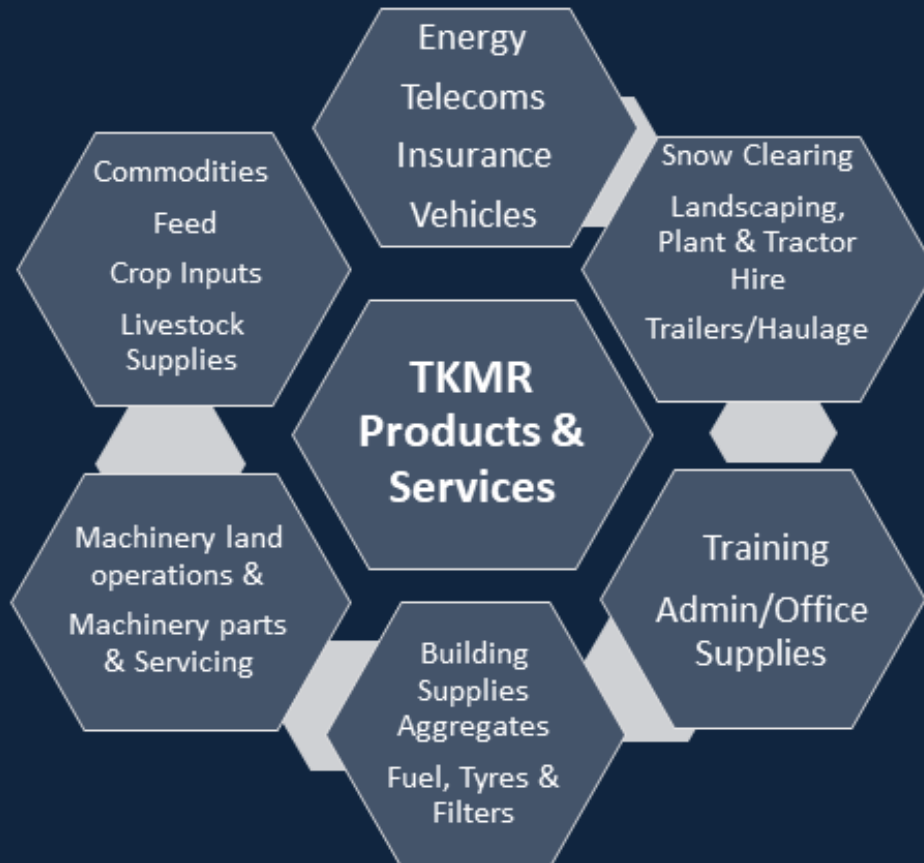 Energy
Telecoms
Insurance
Vehicles
Snow Clearing
Landscaping,
Plant & Tractor
Hire
Trailers/Haulage
Training
Admin/Office
Supplies
Building
Supplies
Aggregates
Fuel, Tyres &
Filters
Machinery land
operations &
Machinery parts
& Servicing
Commodities
Feed
Crop Inputs
Livestock
Supplies
TKMR
Products &
Services